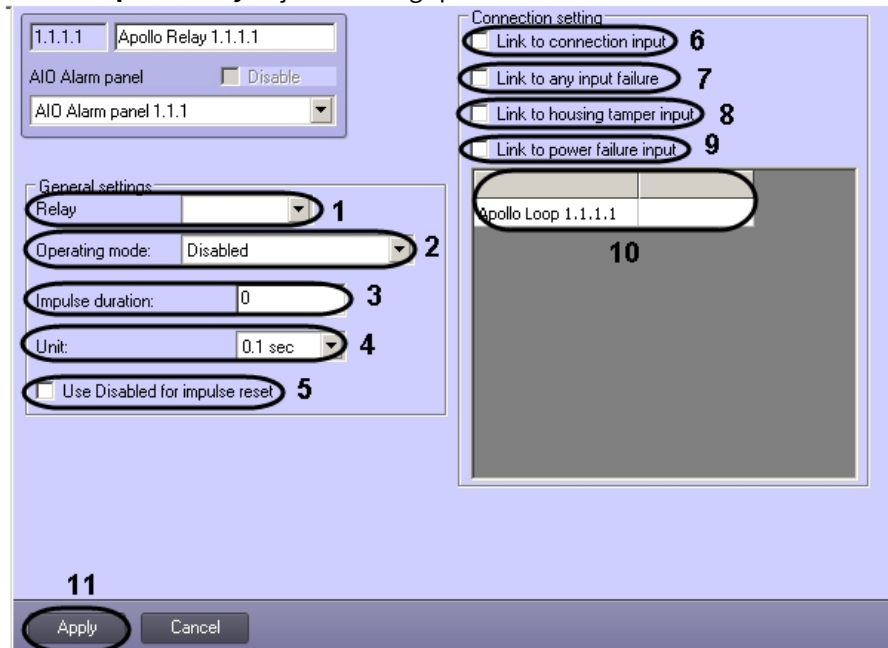 1.1.1.1 Apollo Relay 1.1.1.1
AIO Alarm panel Disable
AIO Alarm panel 1.1.1
General settings
Relay 1
Operating mode: Disabled 2
Impulse duration: 0 3
Unit: 0.1 sec 4
Use Disabled for impulse reset 5
Connection setting
Link to connection input 6
Link to any input failure 7
Link to housing tamper input 8
Link to power failure input 9
Apollo Loop 1.1.1.1
10
11
Apply Cancel